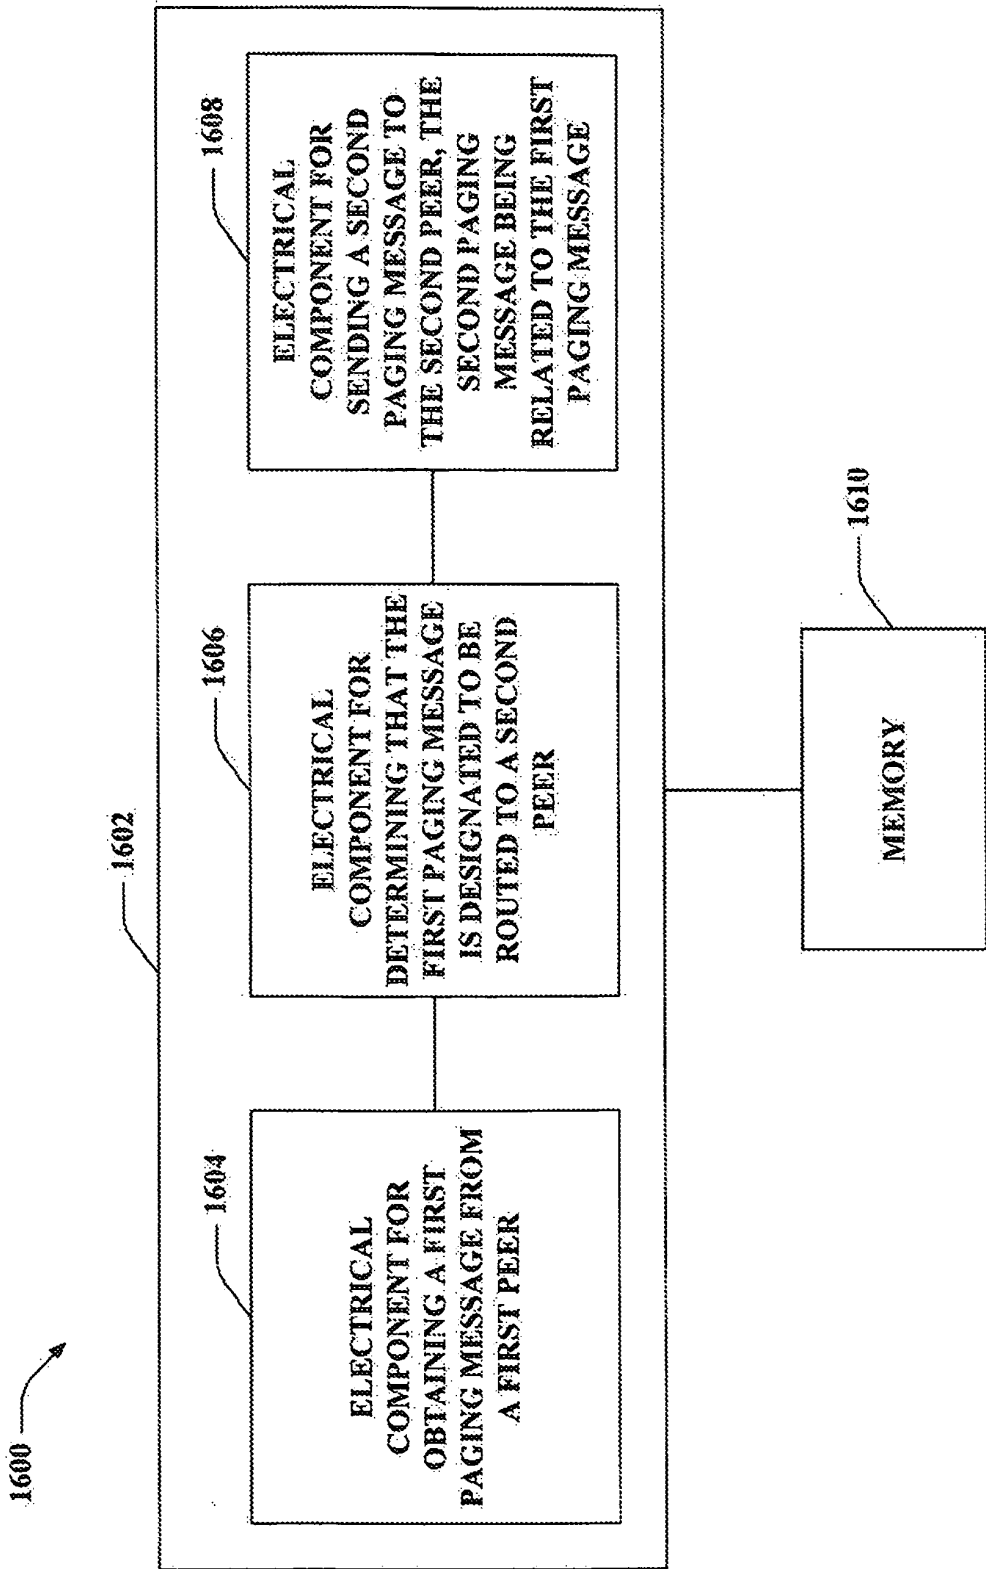 1600
1602
1604
ELECTRICAL
COMPONENT FOR
OBTAINING A FIRST
PAGING MESSAGE FROM
A FIRST PEER
1606
ELECTRICAL
COMPONENT FOR
DETERMINING THAT THE
FIRST PAGING MESSAGE
IS DESIGNATED TO BE
ROUTED TO A SECOND
PEER
1608
ELECTRICAL
COMPONENT FOR
SENDING A SECOND
PAGING MESSAGE TO
THE SECOND PEER, THE
SECOND PAGING
MESSAGE BEING
RELATED TO THE FIRST
PAGING MESSAGE
1610
MEMORY